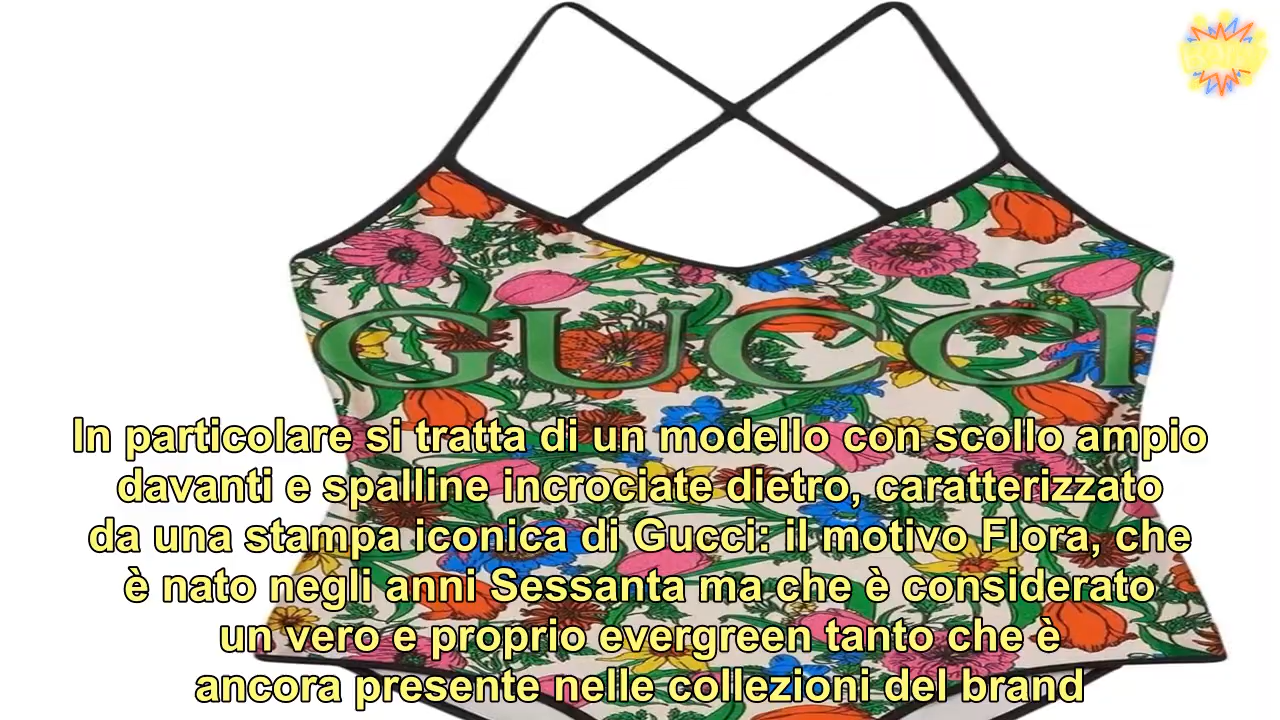 GUCCI
In particolare si tratta di un modello con scollo ampio
davanti e spalline incrociate dietro, caratterizzato
da una stampa iconica di Gucci: il motivo Flora, che
è nato negli anni Sessanta ma che è considerato
un vero e proprio evergreen tanto che è
ancora presente nelle collezioni del brand